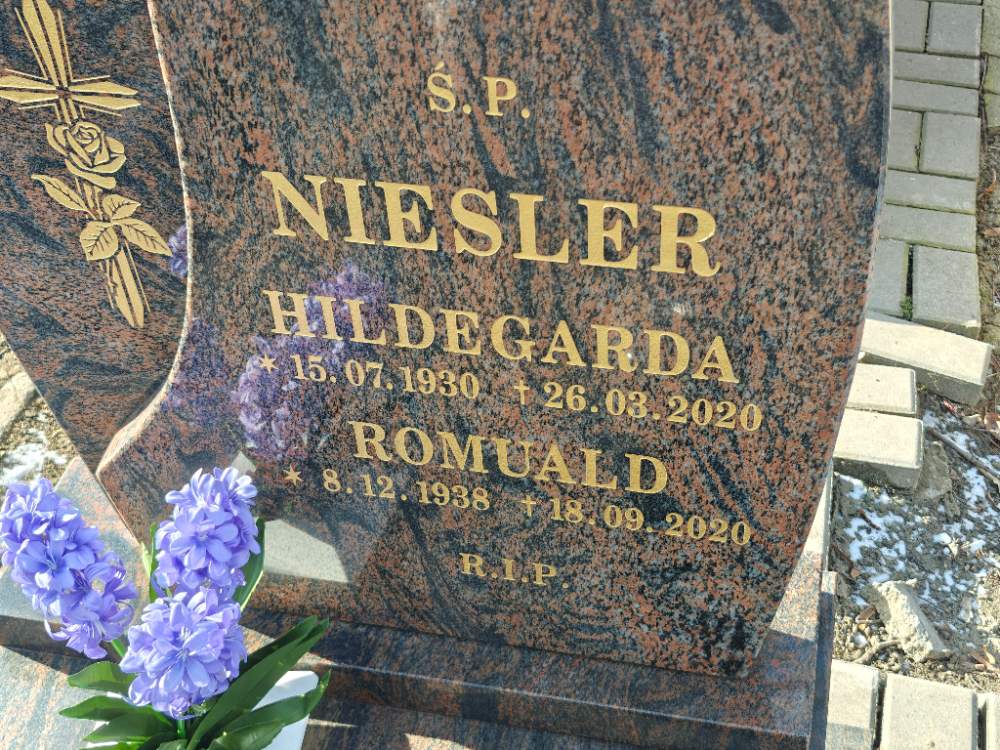 Ś.P.
NIESLER
HILDEGARDA
* 15.07.1930 † 26.03.2020
ROMUALD
* 8.12.1938 † 18.09.2020
R.I.P.